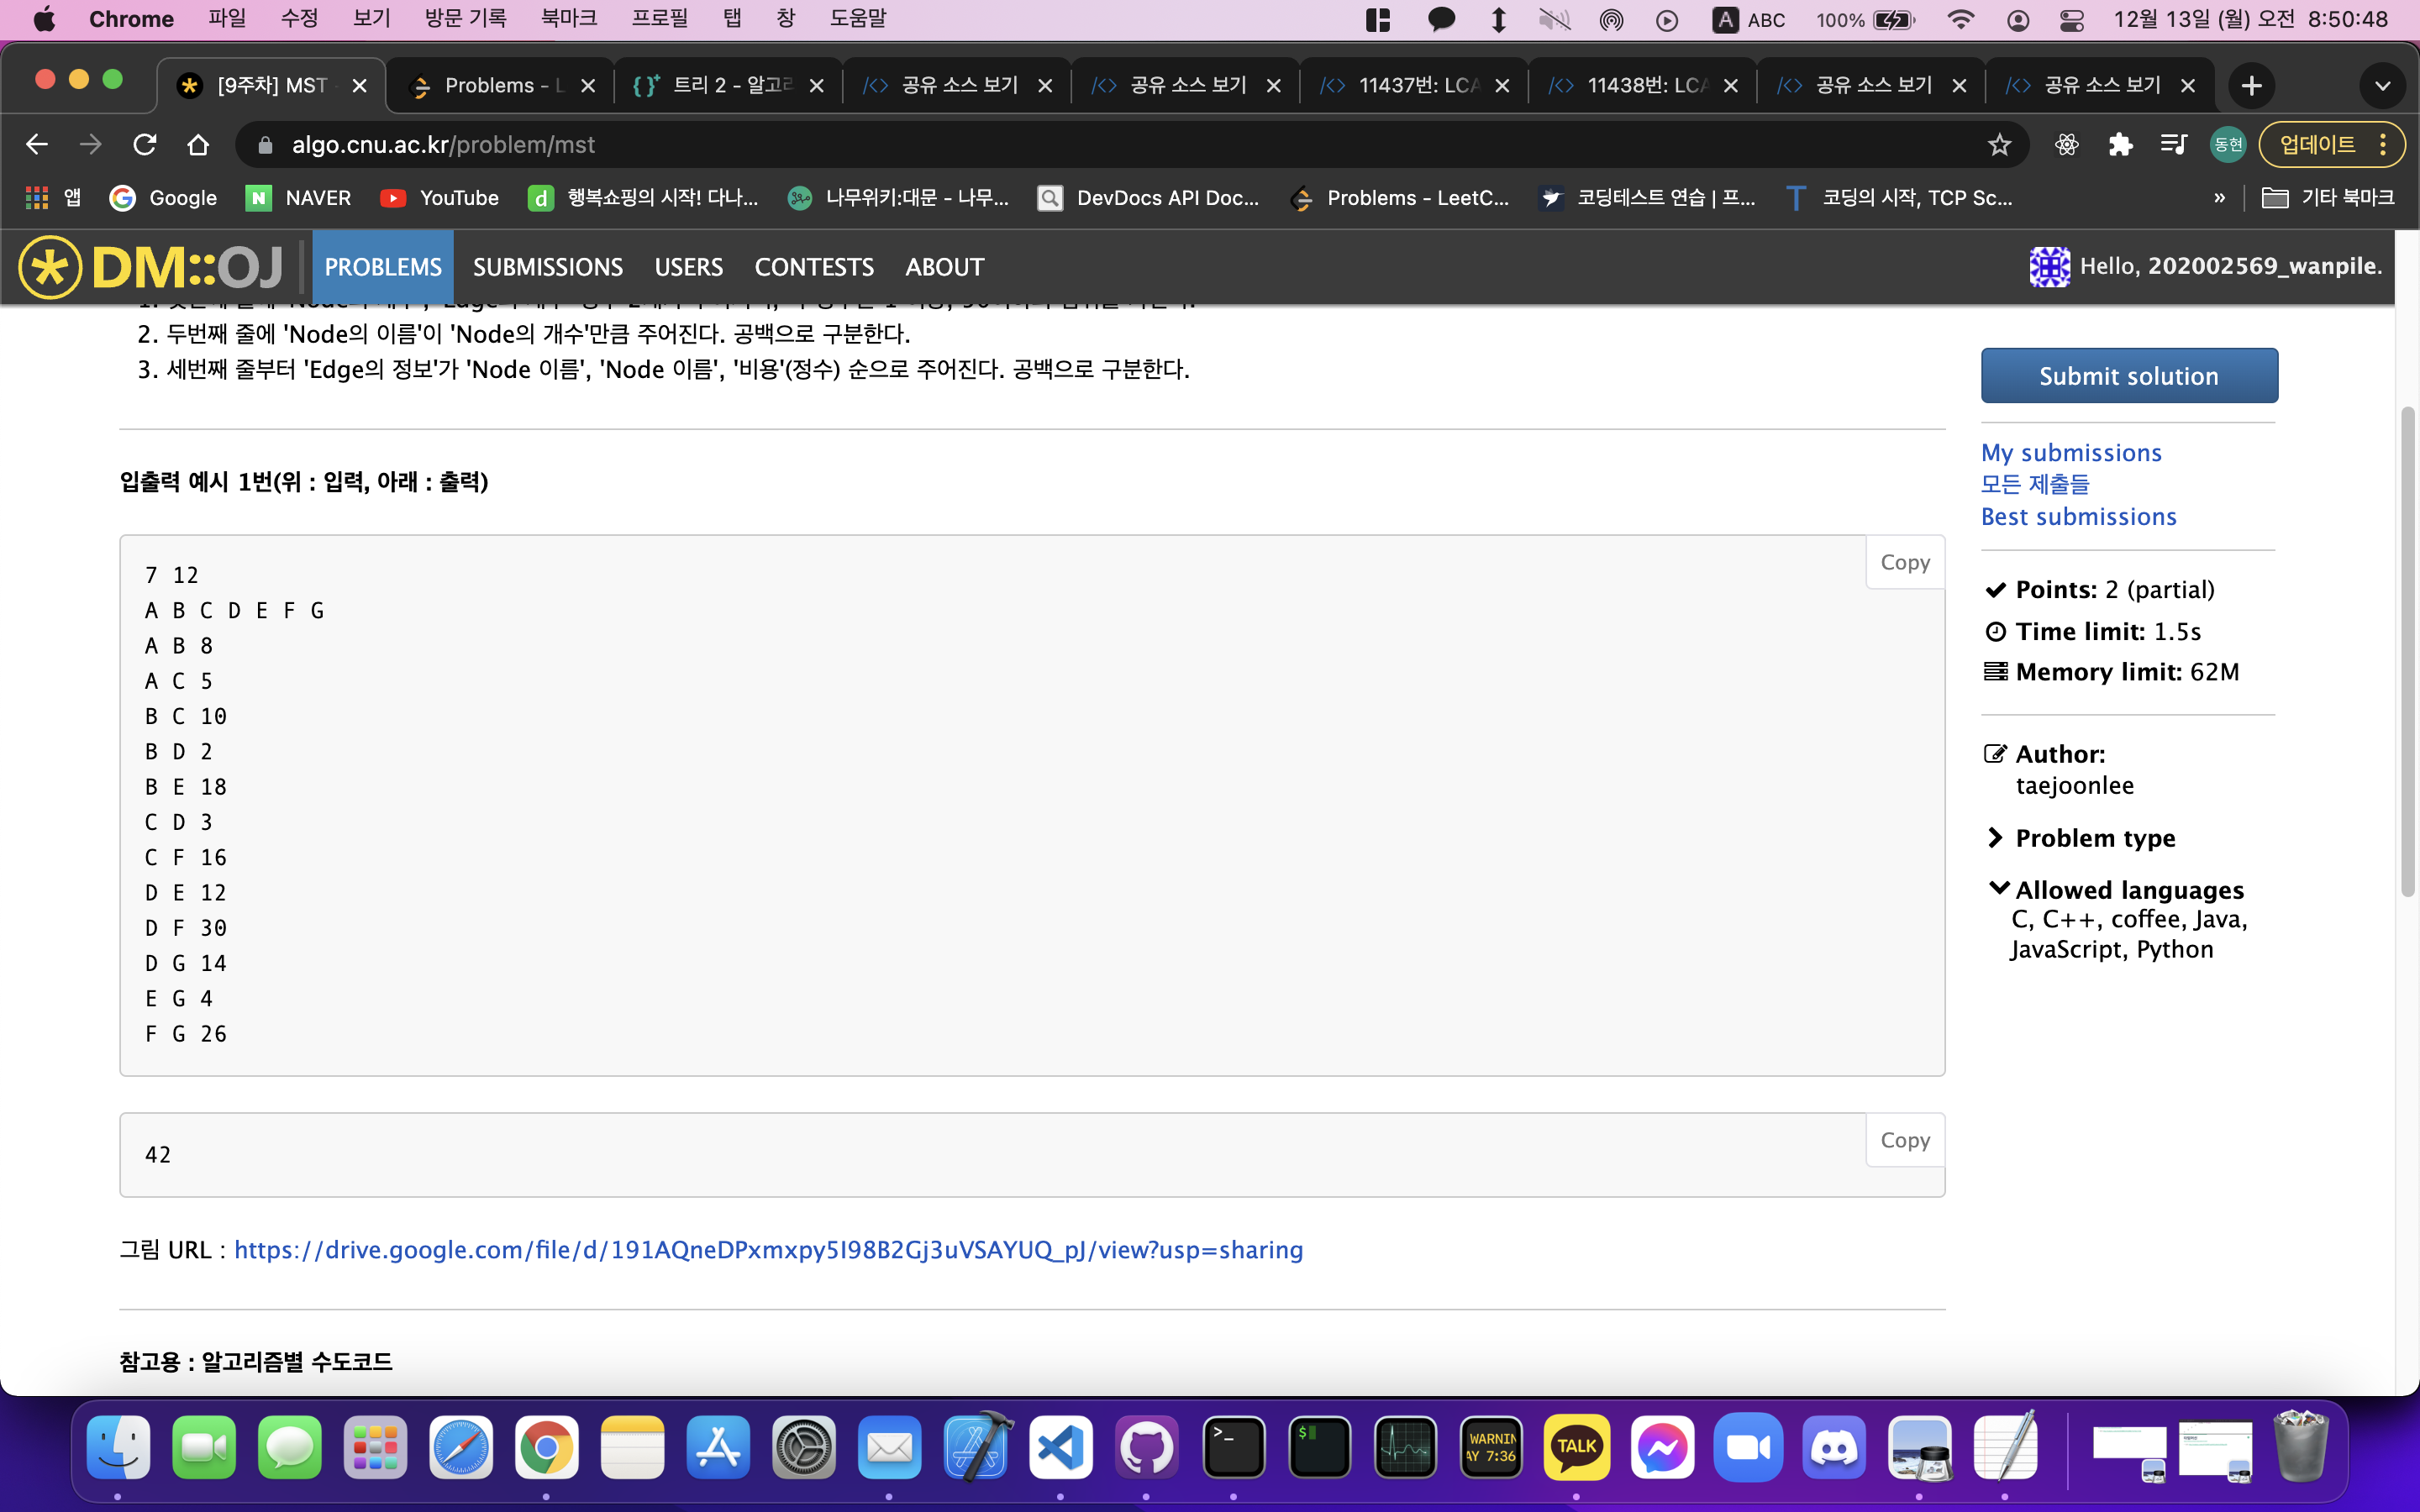 Chrome 파일 수정 보기 방문 기록 북마크 프로필 탭 창 도움말 A ABC 100% 12월 13일 (월) 오전 8:50:48
[9주차] MST Problems - L 트리 2 - 알고리 공유 소스 보기 공유 소스 보기 11437번: LCA 11438번: LCA 공유 소스 보기 공유 소스 보기
algo.cnu.ac.kr/problem/mst 동현 업데이트
앱 Google NAVER YouTube 행복쇼핑의 시작! 다나... 나무위키:대문 - 나무... DevDocs API Doc... Problems - LeetC... 코딩테스트 연습 | 프... 코딩의 시작, TCP Sc... » 기타 북마크
DM::OJ PROBLEMS SUBMISSIONS USERS CONTESTS ABOUT Hello, 202002569_wanpile.
2. 두번째 줄에 'Node의 이름'이 'Node의 개수'만큼 주어진다. 공백으로 구분한다.
3. 세번째 줄부터 'Edge의 정보'가 'Node 이름', 'Node 이름', '비용'(정수) 순으로 주어진다. 공백으로 구분한다.
입출력 예시 1번(위 : 입력, 아래 : 출력)
Copy
7 12
A B C D E F G
A B 8
A C 5
B C 10
B D 2
B E 18
C D 3
C F 16
D E 12
D F 30
D G 14
E G 4
F G 26
Copy
42
그림 URL : https://drive.google.com/file/d/191AQneDPxmxpy5I98B2Gj3uVSAYUQ_pJ/view?usp=sharing
참고용 : 알고리즘별 수도코드
Submit solution
My submissions
모든 제출들
Best submissions
Points: 2 (partial)
Time limit: 1.5s
Memory limit: 62M
Author:
taejoonlee
Problem type
Allowed languages
C, C++, coffee, Java,
JavaScript, Python
WARNIN
AY 7:36
TALK